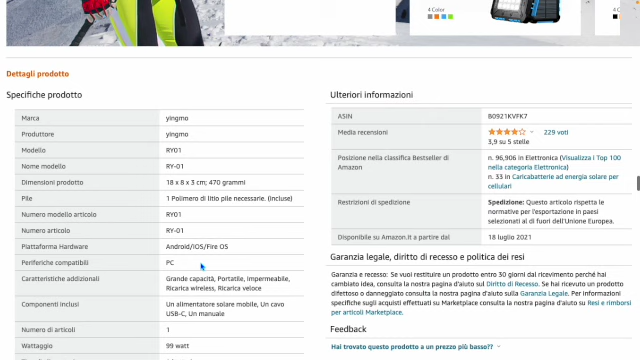 4 Color
4 C
Dettagli prodotto
Specifiche prodotto
Marca yingmo
Produttore yingmo
Modello RY01
Nome modello RY-01
Dimensioni prodotto 18 x 8 x 3 cm; 470 grammi
Pile 1 Polimero di litio pile necessarie. (incluse)
Numero modello articolo RY01
Numero articolo RY-01
Piattaforma Hardware Android/IOS/Fire OS
Periferiche compatibili PC
Caratteristiche addizionali Grande capacità, Portatile, Impermeabile,
Ricarica wireless, Ricarica veloce
Componenti inclusi Un alimentatore solare mobile, Un cavo
USB-C, Un manuale
Numero di articoli 1
Wattaggio 99 watt
Ulteriori informazioni
ASIN B0921KVFK7
Media recensioni 229 voti
3,9 su 5 stelle
Posizione nella classifica Bestseller di
Amazon
n. 96,906 in Elettronica (Visualizza i Top 100
nella categoria Elettronica)
n. 33 in Caricabatterie ad energia solare per
cellulari
Restrizioni di spedizione Spedizione: Questo articolo rispetta le
normative per l'esportazione in paesi
selezionati al di fuori dell'Unione Europea.
Disponibile su Amazon.it a partire dal 18 luglio 2021
Garanzia legale, diritto di recesso e politica dei resi
Garanzia e recesso: Se vuoi restituire un prodotto entro 30 giorni dal ricevimento perché hai
cambiato idea, consulta la nostra pagina d'aiuto sul Diritto di Recesso. Se hai ricevuto un
prodotto difettoso o danneggiato consulta la nostra pagina d'aiuto sulla Garanzia Legale. Per informazioni
specifiche sugli acquisti effettuati su Marketplace consulta la nostra pagina d'aiuto su Resi e rimborsi
per articoli Marketplace.
Feedback
Hai trovato questo prodotto a un prezzo più basso??